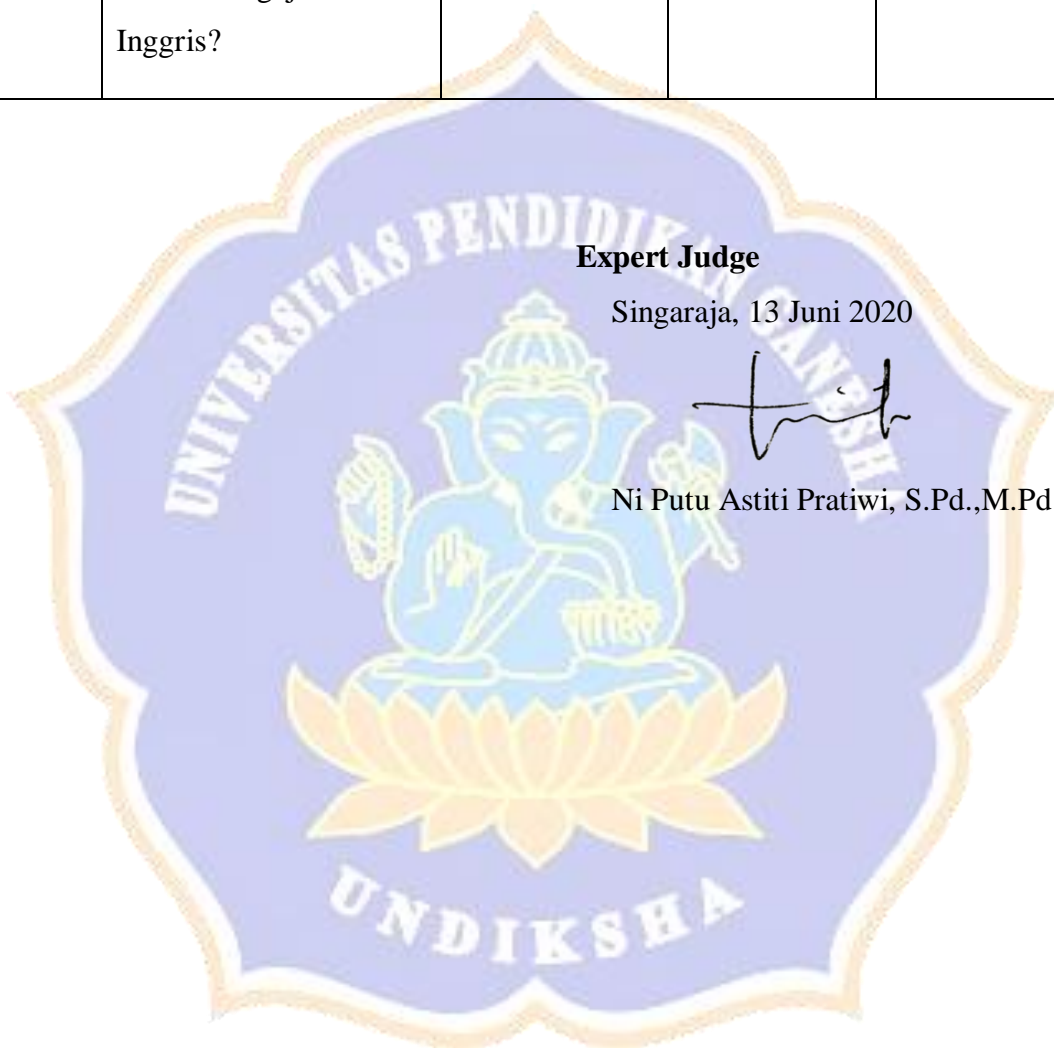 Inggris?
UNIVERSITAS PENDIDIKAN GANESHA
Expert Judge
Singaraja, 13 Juni 2020
Ni Putu Astiti Pratiwi, S.Pd.,M.Pd
UNDIKSHA